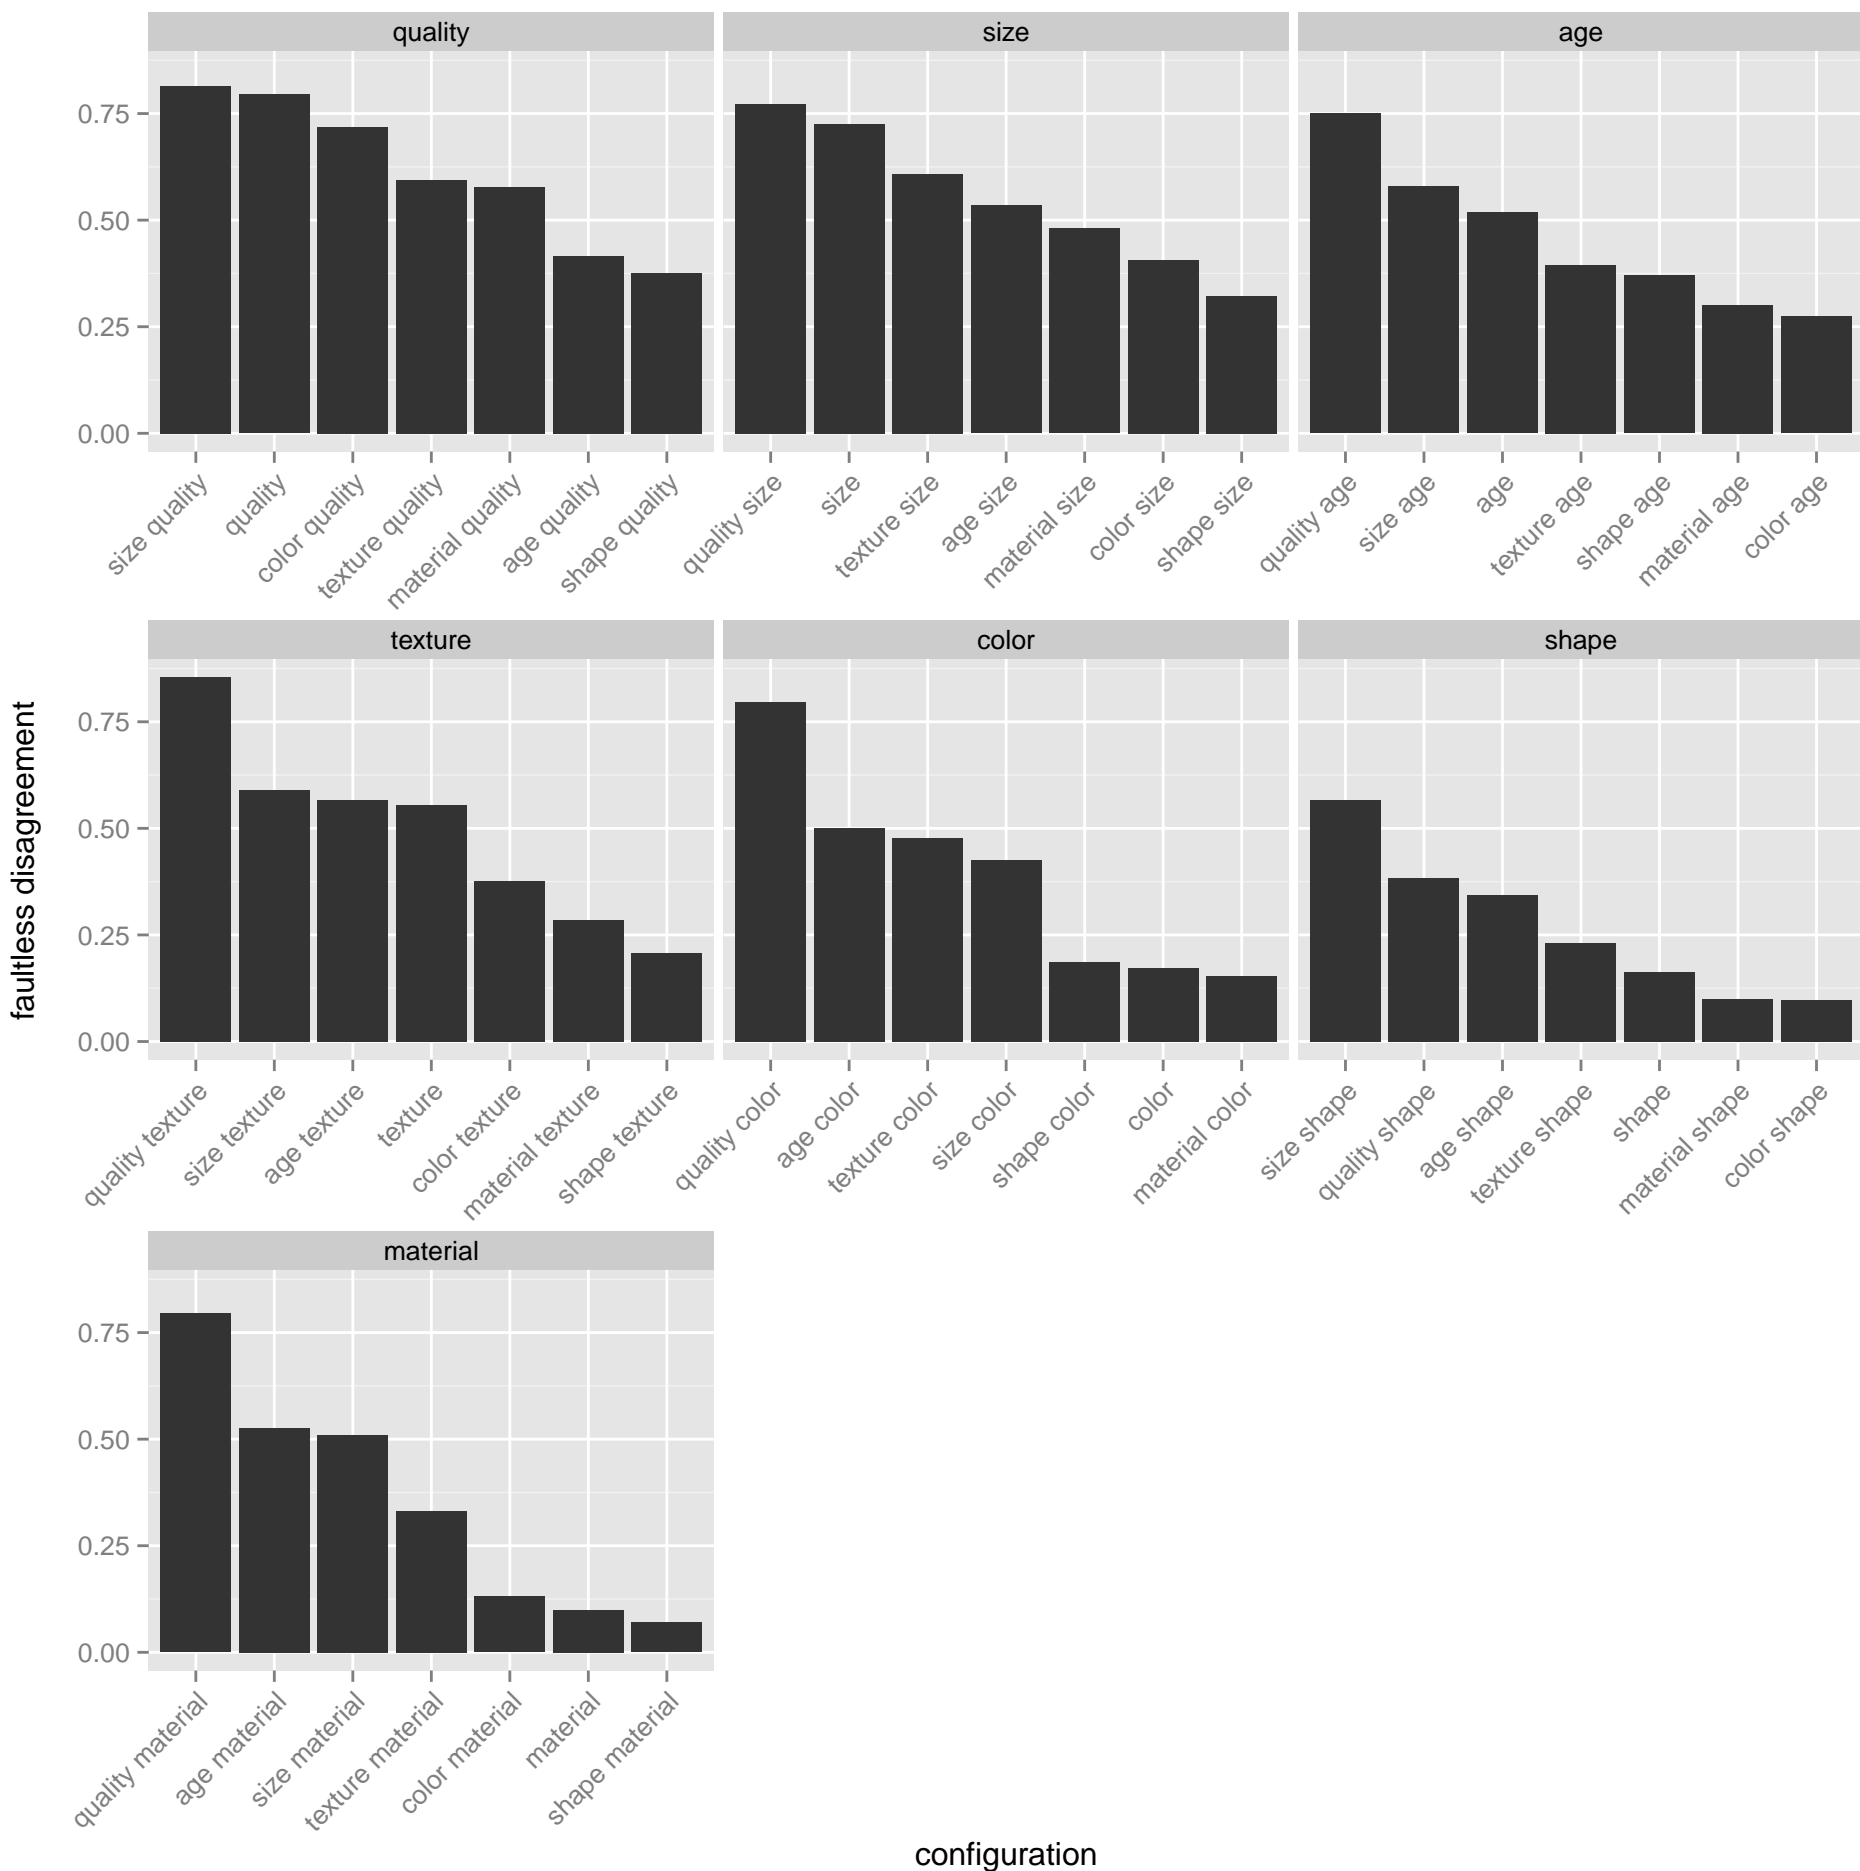 quality
size
age
0.75
0.50
0.25
0.00
size quality
quality
color quality
texture quality
material quality
age quality
shape quality
quality size
size
texture size
age size
material size
color size
shape size
quality age
size age
age
texture age
shape age
material age
color age
texture
color
shape
faultless disagreement
0.75
0.50
0.25
0.00
quality texture
size texture
age texture
texture
color texture
material texture
shape texture
quality color
age color
texture color
size color
shape color
color
material color
size shape
quality shape
age shape
texture shape
shape
material shape
color shape
material
0.75
0.50
0.25
0.00
quality material
age material
size material
texture material
color material
material
shape material
configuration